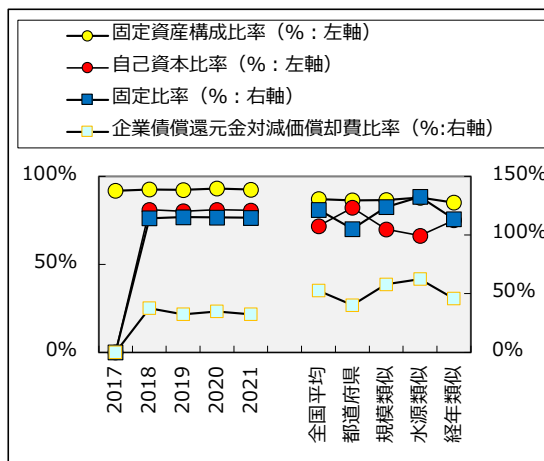 固定資産構成比率（%：左軸）
自己資本比率（%：左軸）
固定比率（%：右軸）
企業債償還元金対減価償却費比率（%:右軸）
100%
50%
0%
150%
100%
50%
0%
2017
2018
2019
2020
2021
全国平均
都道府県
規模類似
水源類似
経年類似